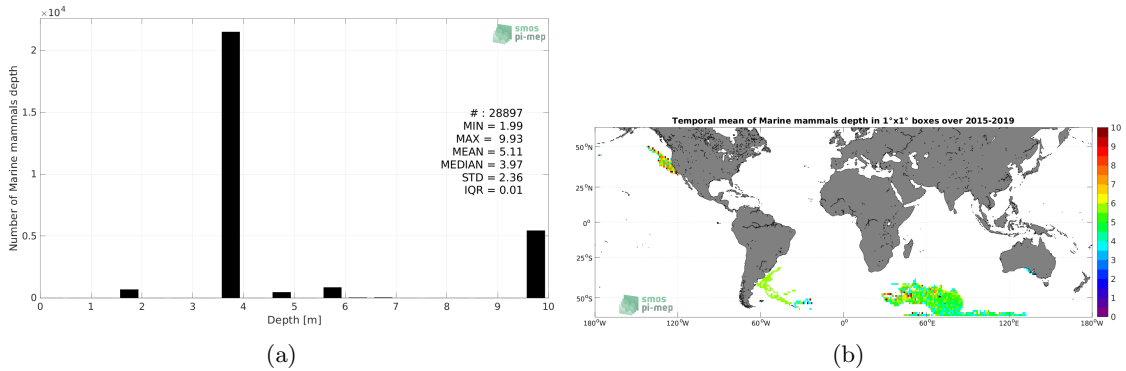 ×10⁴
smos
pi-mep
2
1.5
1
0.5
0
Number of Marine mammals depth
# : 28897
MIN = 1.99
MAX = 9.93
MEAN = 5.11
MEDIAN = 3.97
STD = 2.36
IQR = 0.01
0 1 2 3 4 5 6 7 8 9 10
Depth [m]
(a)
Temporal mean of Marine mammals depth in 1°x1° boxes over 2015-2019
50°N
25°N
0°
25°S
50°S
smos
pi-mep
180°W 120°W 60°W 0° 60°E 120°E 180°W
10
9
8
7
6
5
4
3
2
1
0
(b)